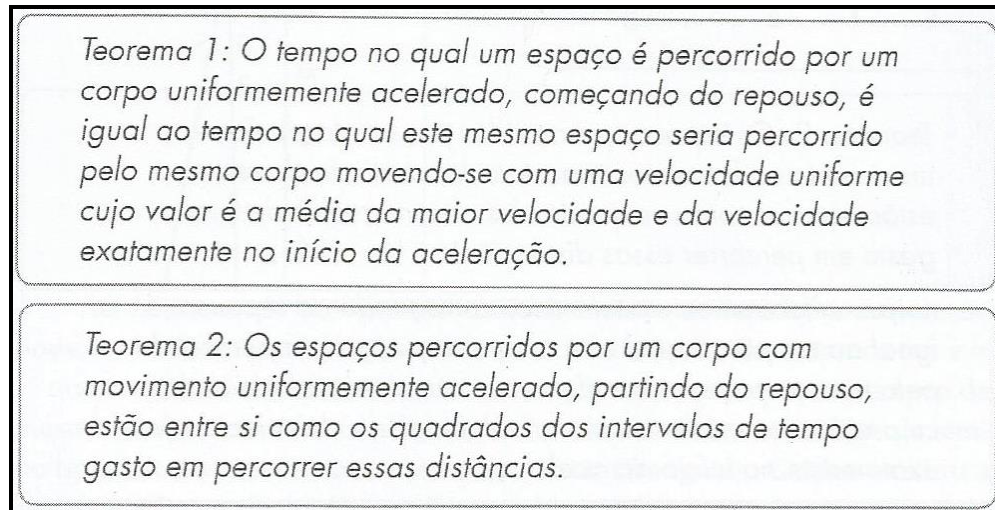 Teorema 1: O tempo no qual um espaço é percorrido por um
corpo uniformemente acelerado, começando do repouso, é
igual ao tempo no qual este mesmo espaço seria percorrido
pelo mesmo corpo movendo-se com uma velocidade uniforme
cujo valor é a média da maior velocidade e da velocidade
exatamente no início da aceleração.
Teorema 2: Os espaços percorridos por um corpo com
movimento uniformemente acelerado, partindo do repouso,
estão entre si como os quadrados dos intervalos de tempo
gasto em percorrer essas distâncias.